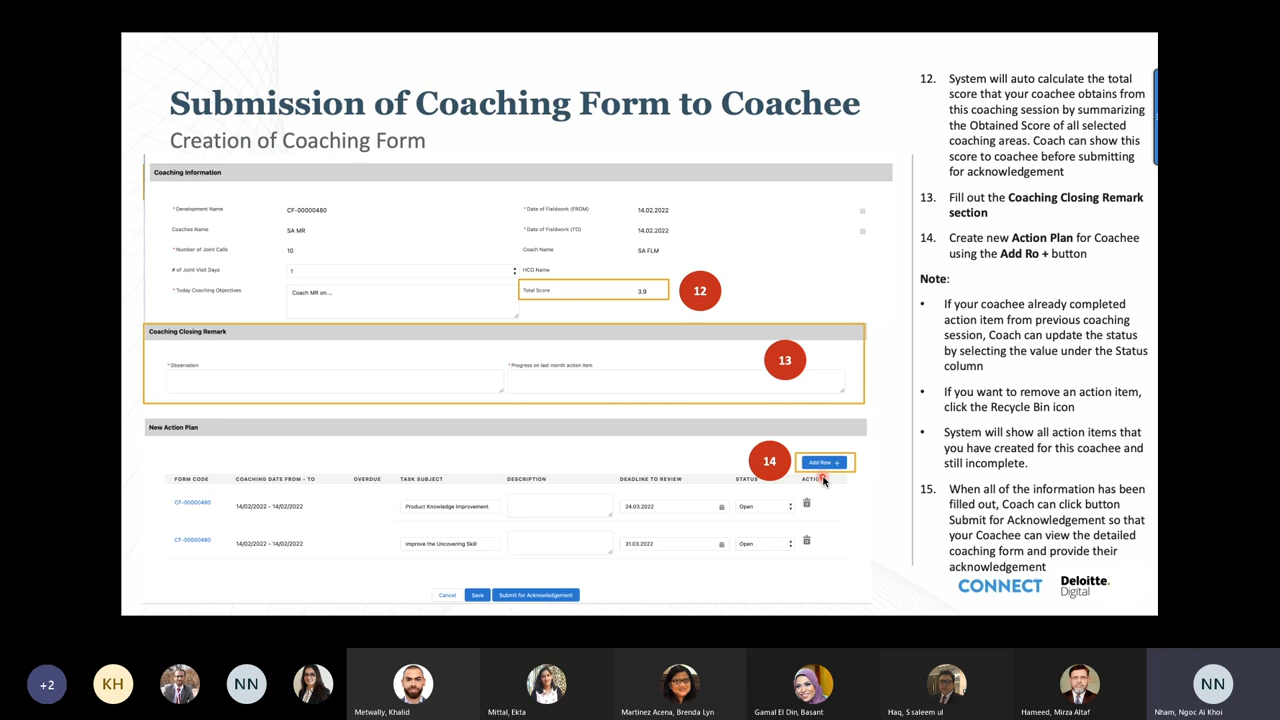 Submission of Coaching Form to Coachee
Creation of Coaching Form
Coaching Information
* Development Name
CF-00000480
* Date of Fieldwork (FROM)
14.02.2022
Coachee Name
SA MR
* Date of Fieldwork (TO)
14.02.2022
* Number of Joint Calls
10
Coach Name
SA FLM
# of Joint Visit Days
1
HCO Name
* Today Coaching Objectives
Coach MR on....
Total Score
3.9
12
Coaching Closing Remark
13
* Observation
* Progress on last month action item
New Action Plan
14
Add Row +
FORM CODE
COACHING DATE FROM - TO
OVERDUE
TASK SUBJECT
DESCRIPTION
DEADLINE TO REVIEW
STATUS
CF-00000480
14/02/2022 – 14/02/2022
Product Knowledge Improvement
24.03.2022
Open
CF-00000480
14/02/2022 – 14/02/2022
Improve the Uncovering Skill
31.03.2022
Open
Cancel
Save
Submit for Acknowledgement
12. System will auto calculate the total
score that your coachee obtains from
this coaching session by summarizing
the Obtained Score of all selected
coaching areas. Coach can show this
score to coachee before submitting
for acknowledgement
13. Fill out the Coaching Closing Remark
section
14. Create new Action Plan for Coachee
using the Add Ro + button
Note:
• If your coachee already completed
action item from previous coaching
session, Coach can update the status
by selecting the value under the Status
column
• If you want to remove an action item,
click the Recycle Bin icon
• System will show all action items that
you have created for this coachee and
still incomplete.
15. When all of the information has been
filled out, Coach can click button
Submit for Acknowledgement so that
your Coachee can view the detailed
coaching form and provide their
acknowledgement
CONNECT
Deloitte.
Digital
+2
KH
NN
Metwally, Khalid
Mittal, Ekta
Martinez Acena, Brenda Lyn
Gamal El Din, Basant
Haq, S saleem ul
Hameed, Mirza Altaf
NN
Nham, Ngoc Ai Khoi